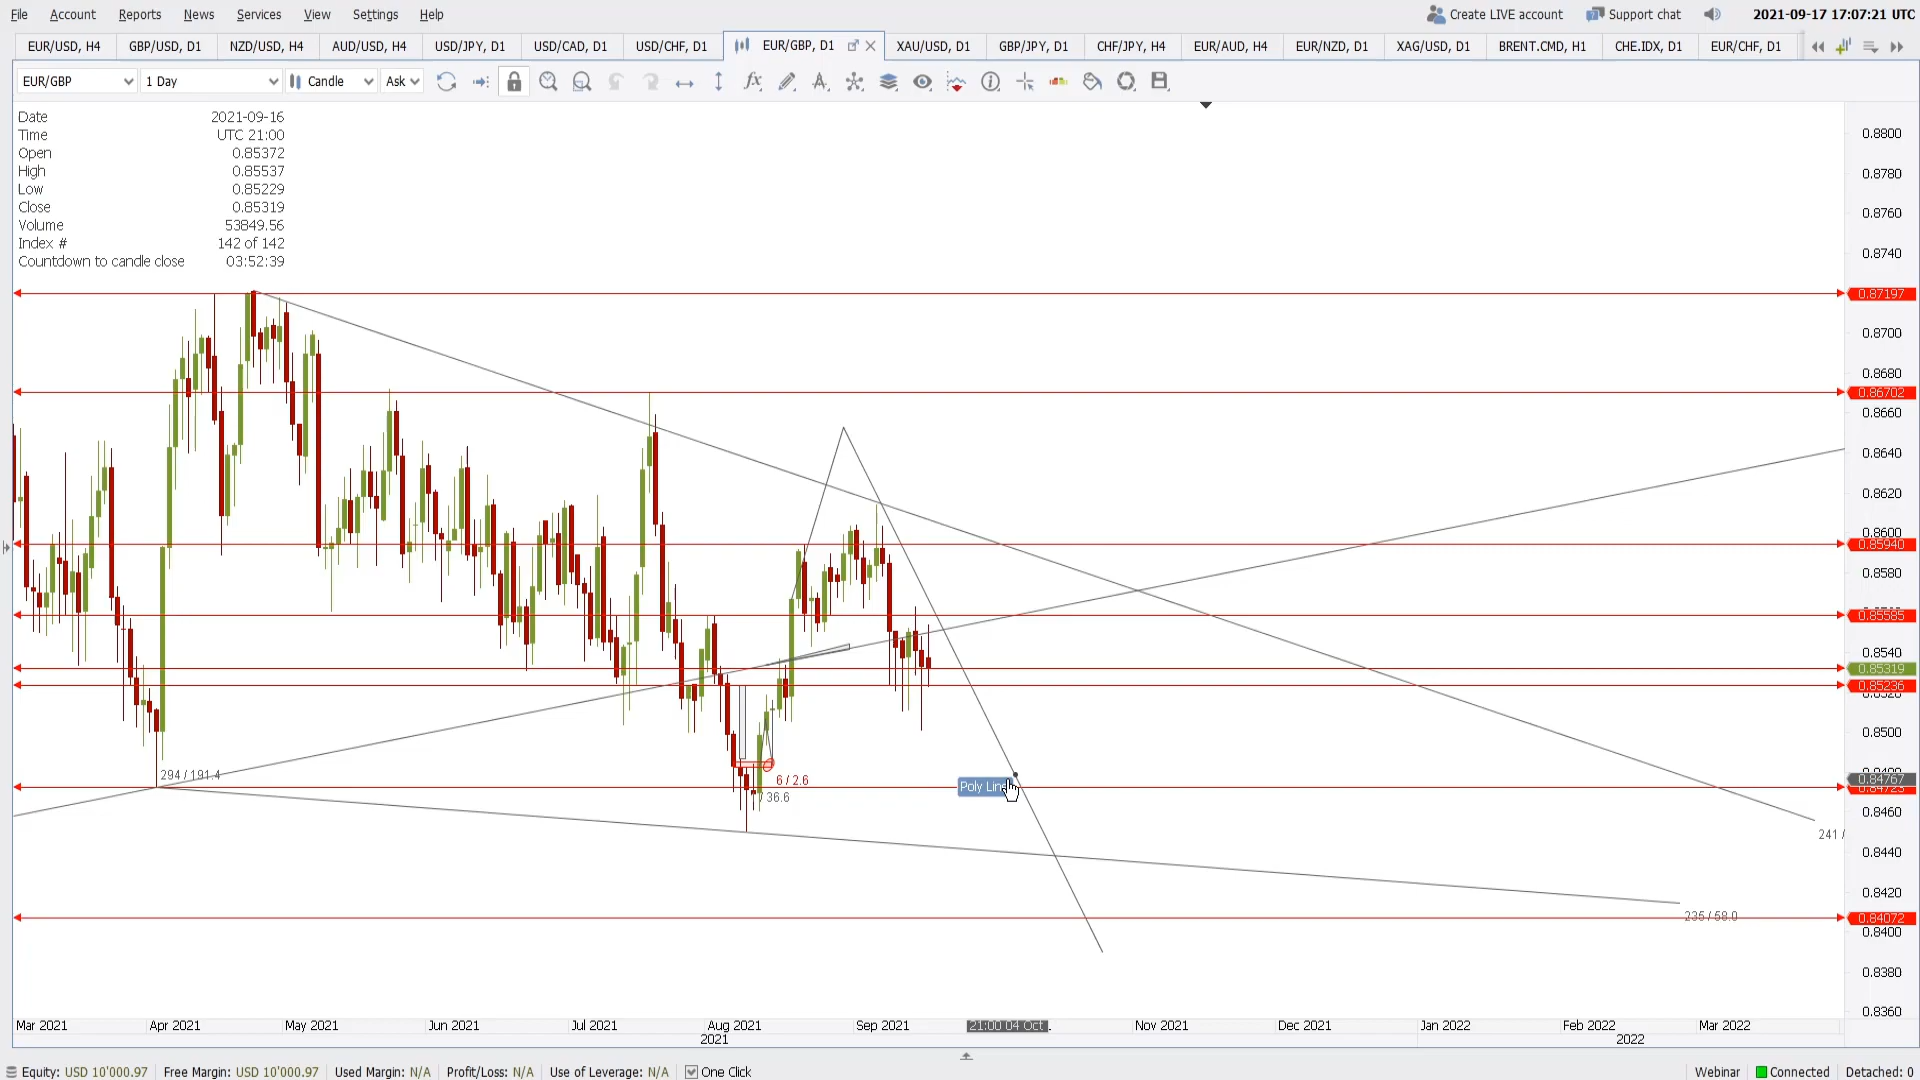 File Account Reports News Services View Settings Help Create LIVE account Support chat 2021-09-17 17:07:21 UTC
EUR/USD, H4 GBP/USD, D1 NZD/USD, H4 AUD/USD, H4 USD/JPY, D1 USD/CAD, D1 USD/CHF, D1 EUR/GBP, D1 XAU/USD, D1 GBP/JPY, D1 CHF/JPY, H4 EUR/AUD, H4 EUR/NZD, D1 XAG/USD, D1 BRENT.CMD, H1 CHE.IDX, D1 EUR/CHF, D1
EUR/GBP 1 Day Candle Ask
Date 2021-09-16
Time UTC 21:00
Open 0.85372
High 0.85537
Low 0.85229
Close 0.85319
Volume 53849.56
Index # 142 of 142
Countdown to candle close 03:52:39
0.8800
0.8780
0.8760
0.8740
0.87197
0.8700
0.8680
0.86702
0.8660
0.8640
0.8620
0.8600
0.85940
0.8580
0.85585
0.8540
0.85319
0.85236
0.8520
0.8500
294 / 191.4
6 / 2.6
/ 36.6
Poly Line
0.84767
0.84723
0.8460
241 /
0.8440
0.8420
235 / 58.0
0.84072
0.8400
0.8380
0.8360
Mar 2021 Apr 2021 May 2021 Jun 2021 Jul 2021 Aug 2021 Sep 2021 21:00 04 Oct Nov 2021 Dec 2021 Jan 2022 Feb 2022 Mar 2022
2021 2022
Equity: USD 10'000.97 Free Margin: USD 10'000.97 Used Margin: N/A Profit/Loss: N/A Use of Leverage: N/A One Click Webinar Connected Detached: 0